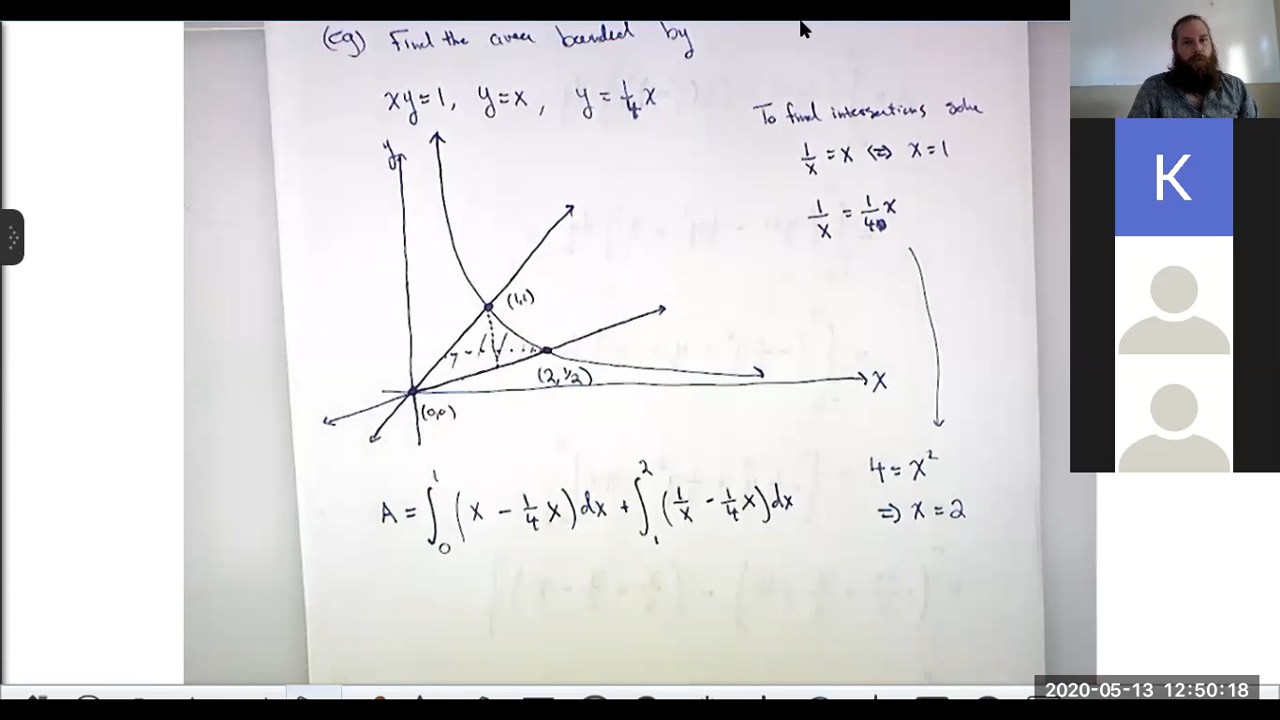 (eg) Find the area bounded by
xy=1, y=x, y=1/4 x
To find intersections solve
1/x = x ⇔ x=1
1/x = 1/4 x
y
(1,1)
(2,1/2)
x
(0,0)
4=x²
⇒ x=2
A = ∫₀¹ (x - 1/4 x)dx + ∫₁² (1/x - 1/4 x)dx
K
2020-05-13 12:50:18